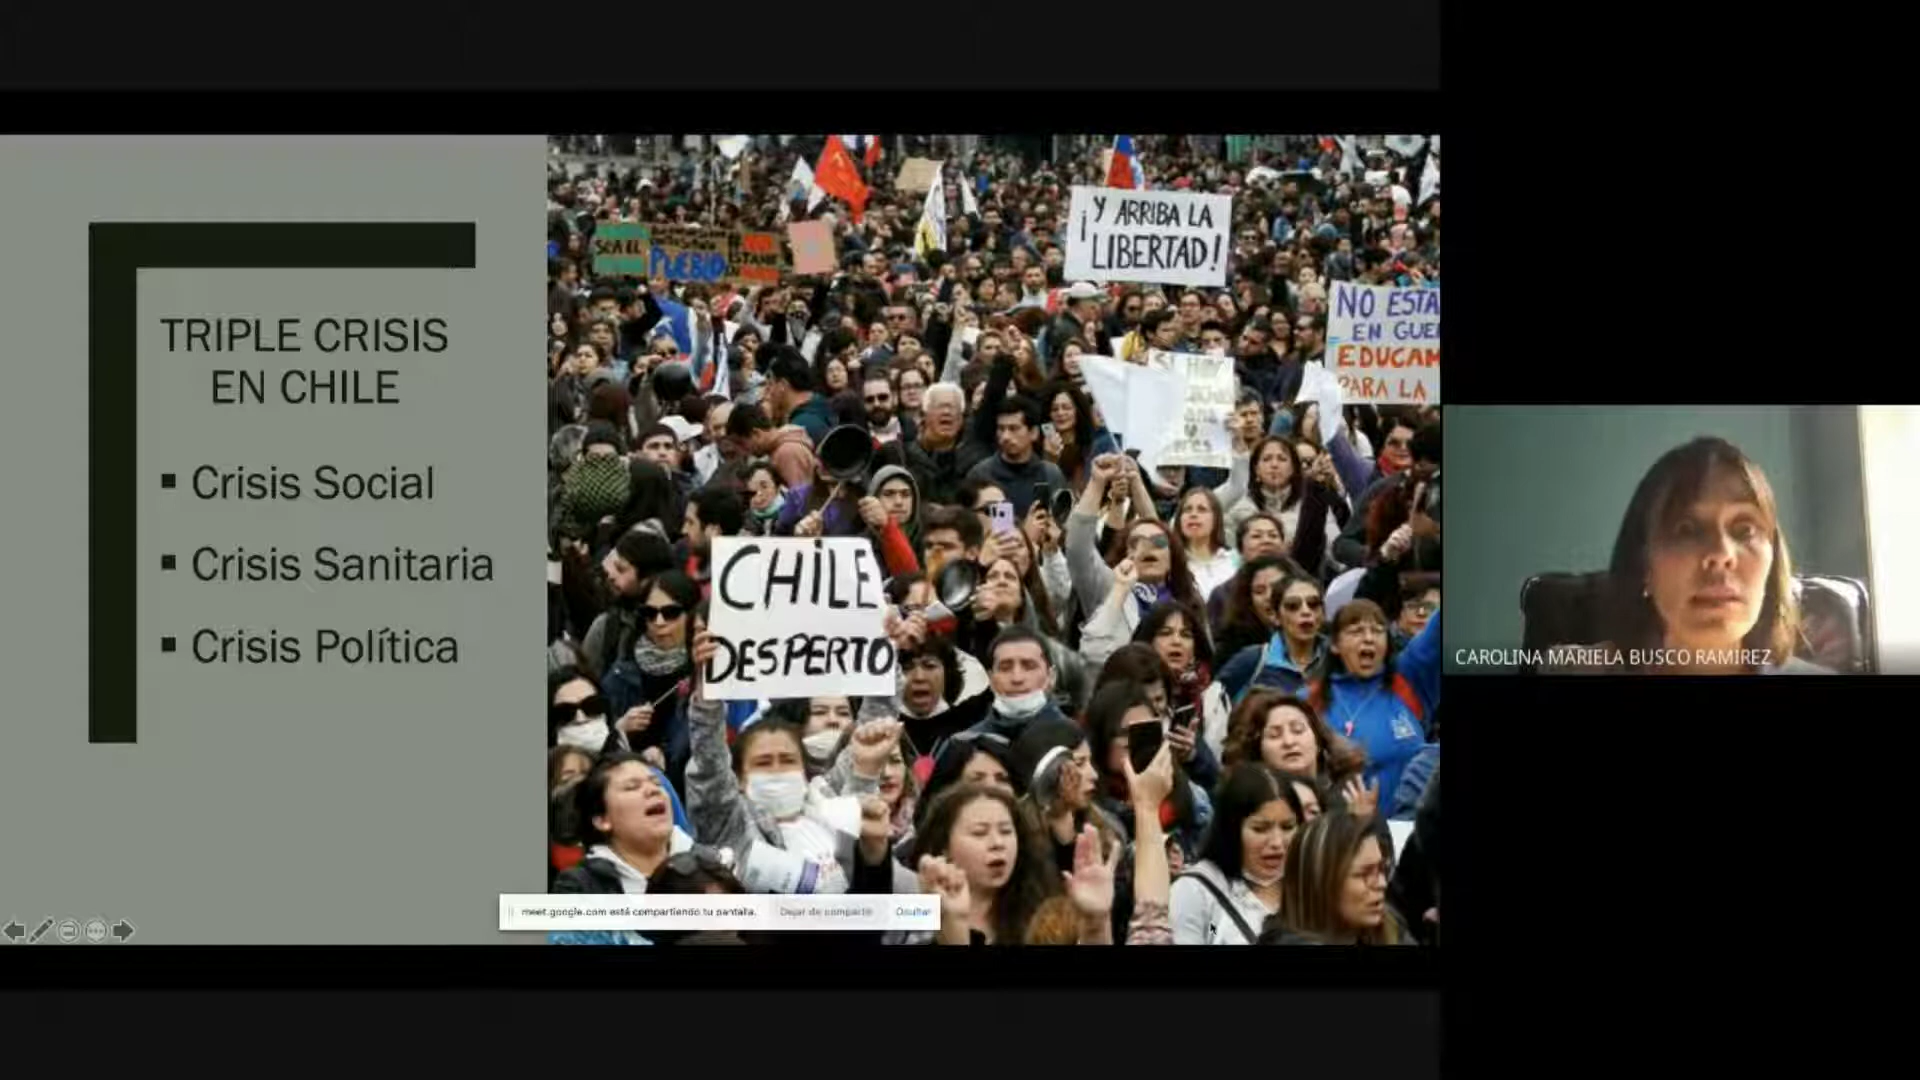 TRIPLE CRISIS
EN CHILE
▪ Crisis Social
▪ Crisis Sanitaria
▪ Crisis Política
SEA EL
PUEBLO
¡Y ARRIBA LA
LIBERTAD!
NO ESTA
EN GUE
EDUCAM
PARA LA
CHILE
DESPERTO
meet.google.com está compartiendo tu pantalla.
Dejar de compartir
Ocultar
CAROLINA MARIELA BUSCO RAMIREZ